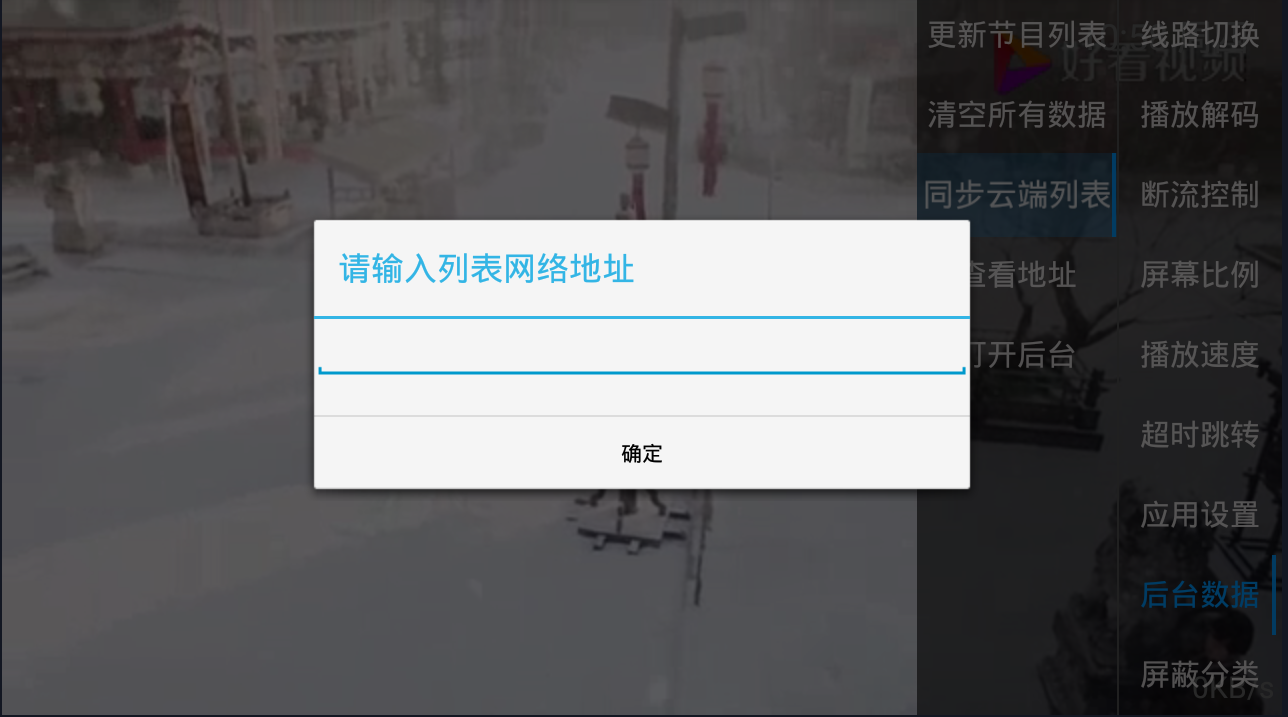 更新节目列表
清空所有数据
同步云端列表
查看地址
打开后台
线路切换
好看视频
播放解码
断流控制
屏幕比例
播放速度
超时跳转
应用设置
后台数据
屏蔽分类
0KB/s
请输入列表网络地址
确定